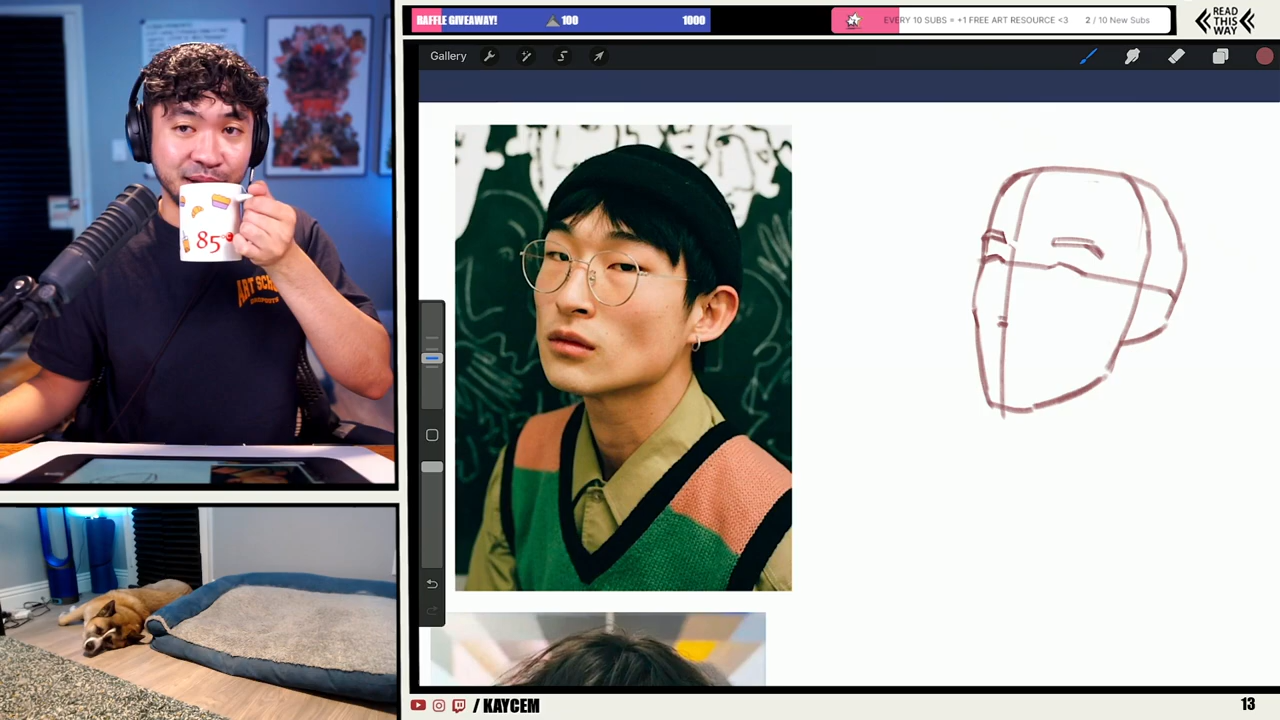 RAFFLE GIVEAWAY! 100 1000
EVERY 10 SUBS = +1 FREE ART RESOURCE <3 2 / 10 New Subs
READ
THIS
WAY
Gallery
85
ART SCHOOL
DROPOUTS
/ KAYCEM
13